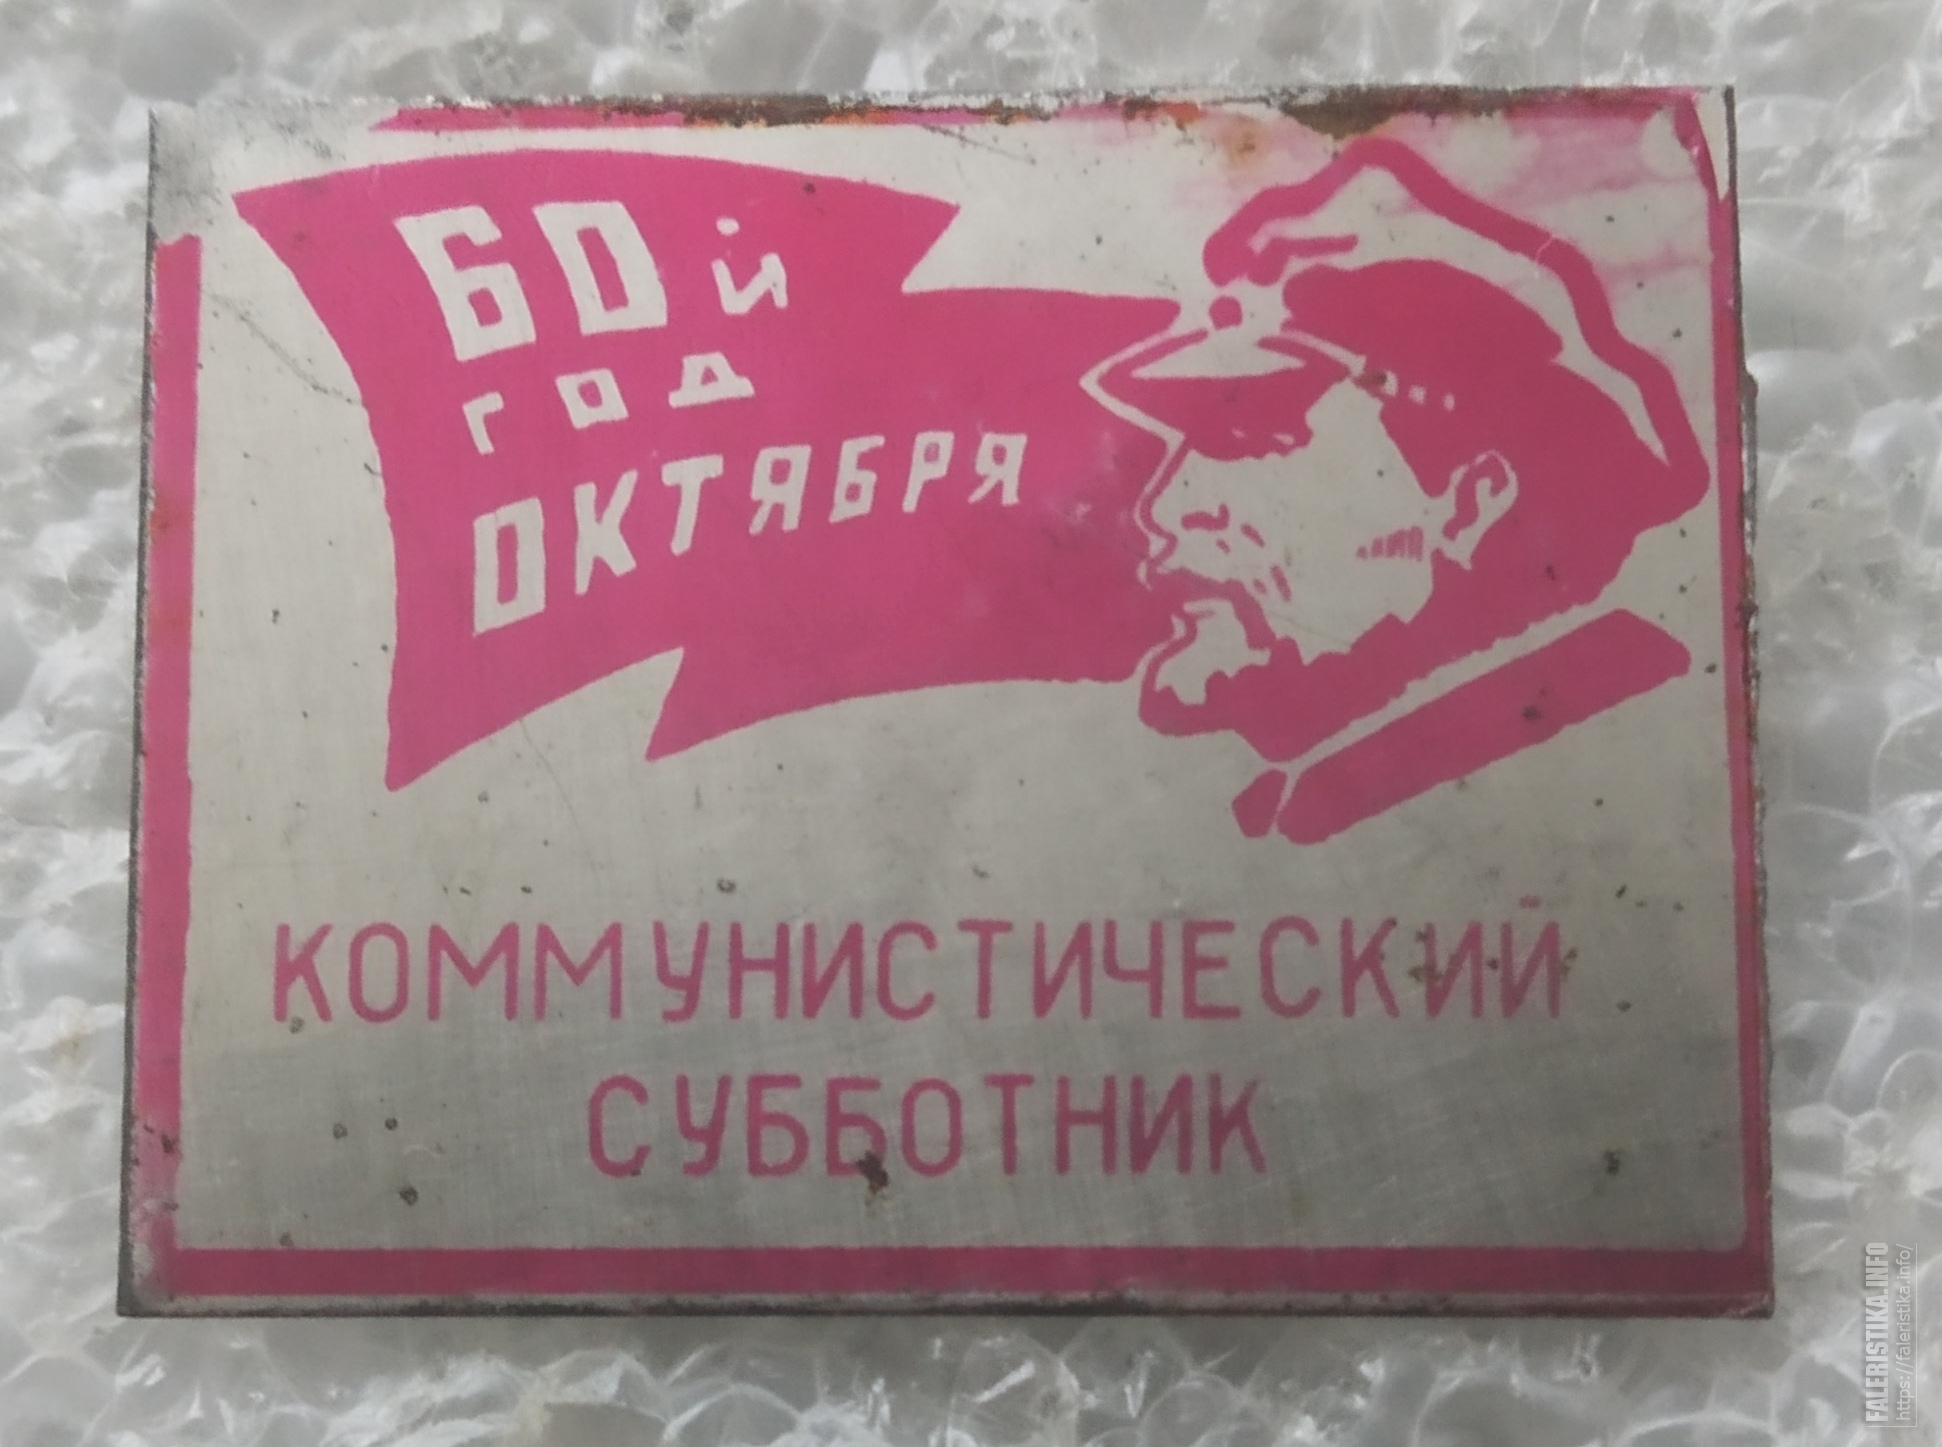 60й
год
ОКТЯБРЯ
КОММУНИСТИЧЕСКИЙ
СУББОТНИК
FALERISTIKA.INFO
https://faleristika.info/